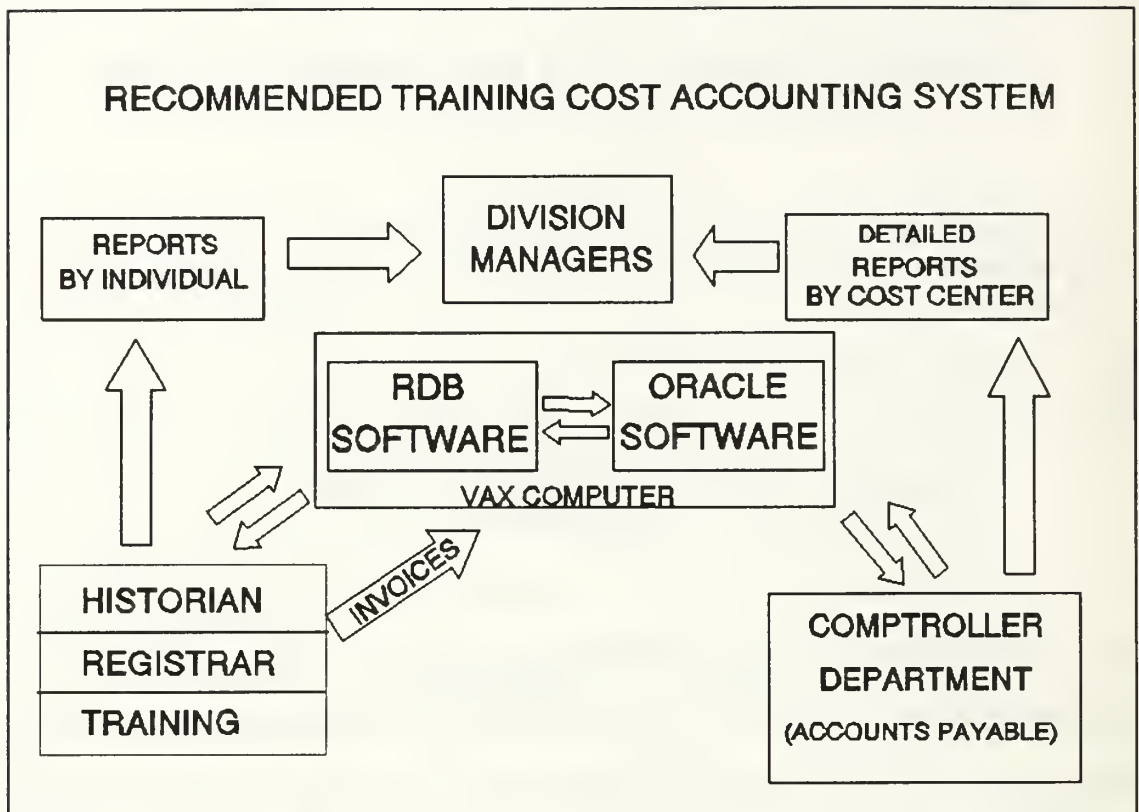 RECOMMENDED TRAINING COST ACCOUNTING SYSTEM
REPORTS
BY INDIVIDUAL
DIVISION
MANAGERS
DETAILED
REPORTS
BY COST CENTER
RDB
SOFTWARE
ORACLE
SOFTWARE
VAX COMPUTER
INVOICES
HISTORIAN
REGISTRAR
TRAINING
COMPTROLLER
DEPARTMENT
(ACCOUNTS PAYABLE)